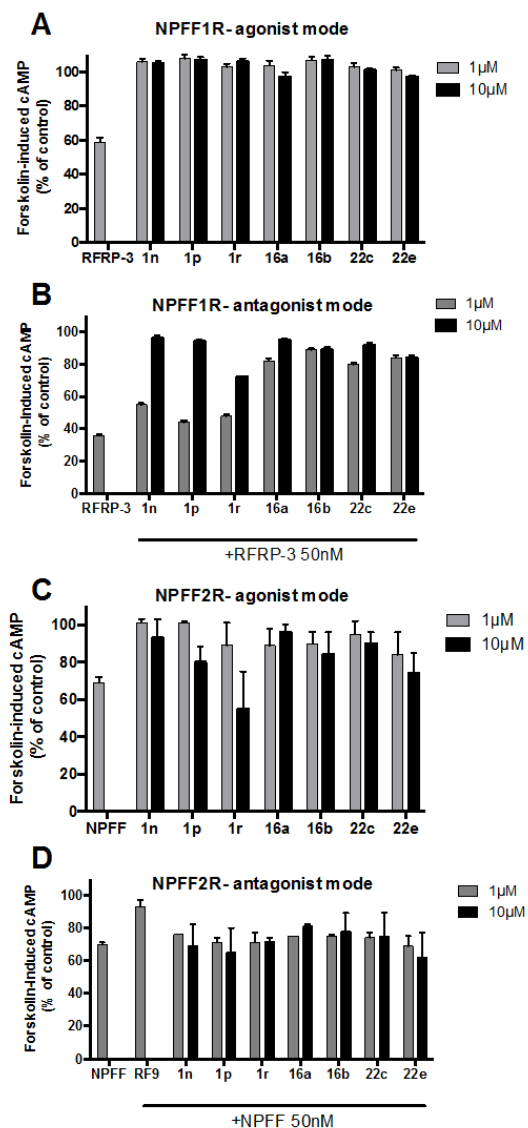 A
NPFF1R- agonist mode
Forskolin-induced cAMP
(% of control)
100
80
60
40
20
0
RFRP-3 1n 1p 1r 16a 16b 22c 22e
1µM
10µM
B
NPFF1R- antagonist mode
Forskolin-induced cAMP
(% of control)
100
80
60
40
20
0
RFRP-3 1n 1p 1r 16a 16b 22c 22e
+RFRP-3 50nM
1µM
10µM
C
NPFF2R- agonist mode
Forskolin-induced cAMP
(% of control)
100
80
60
40
20
0
NPFF 1n 1p 1r 16a 16b 22c 22e
1µM
10µM
D
NPFF2R- antagonist mode
Forskolin-induced cAMP
(% of control)
100
80
60
40
20
0
NPFF RF9 1n 1p 1r 16a 16b 22c 22e
+NPFF 50nM
1µM
10µM